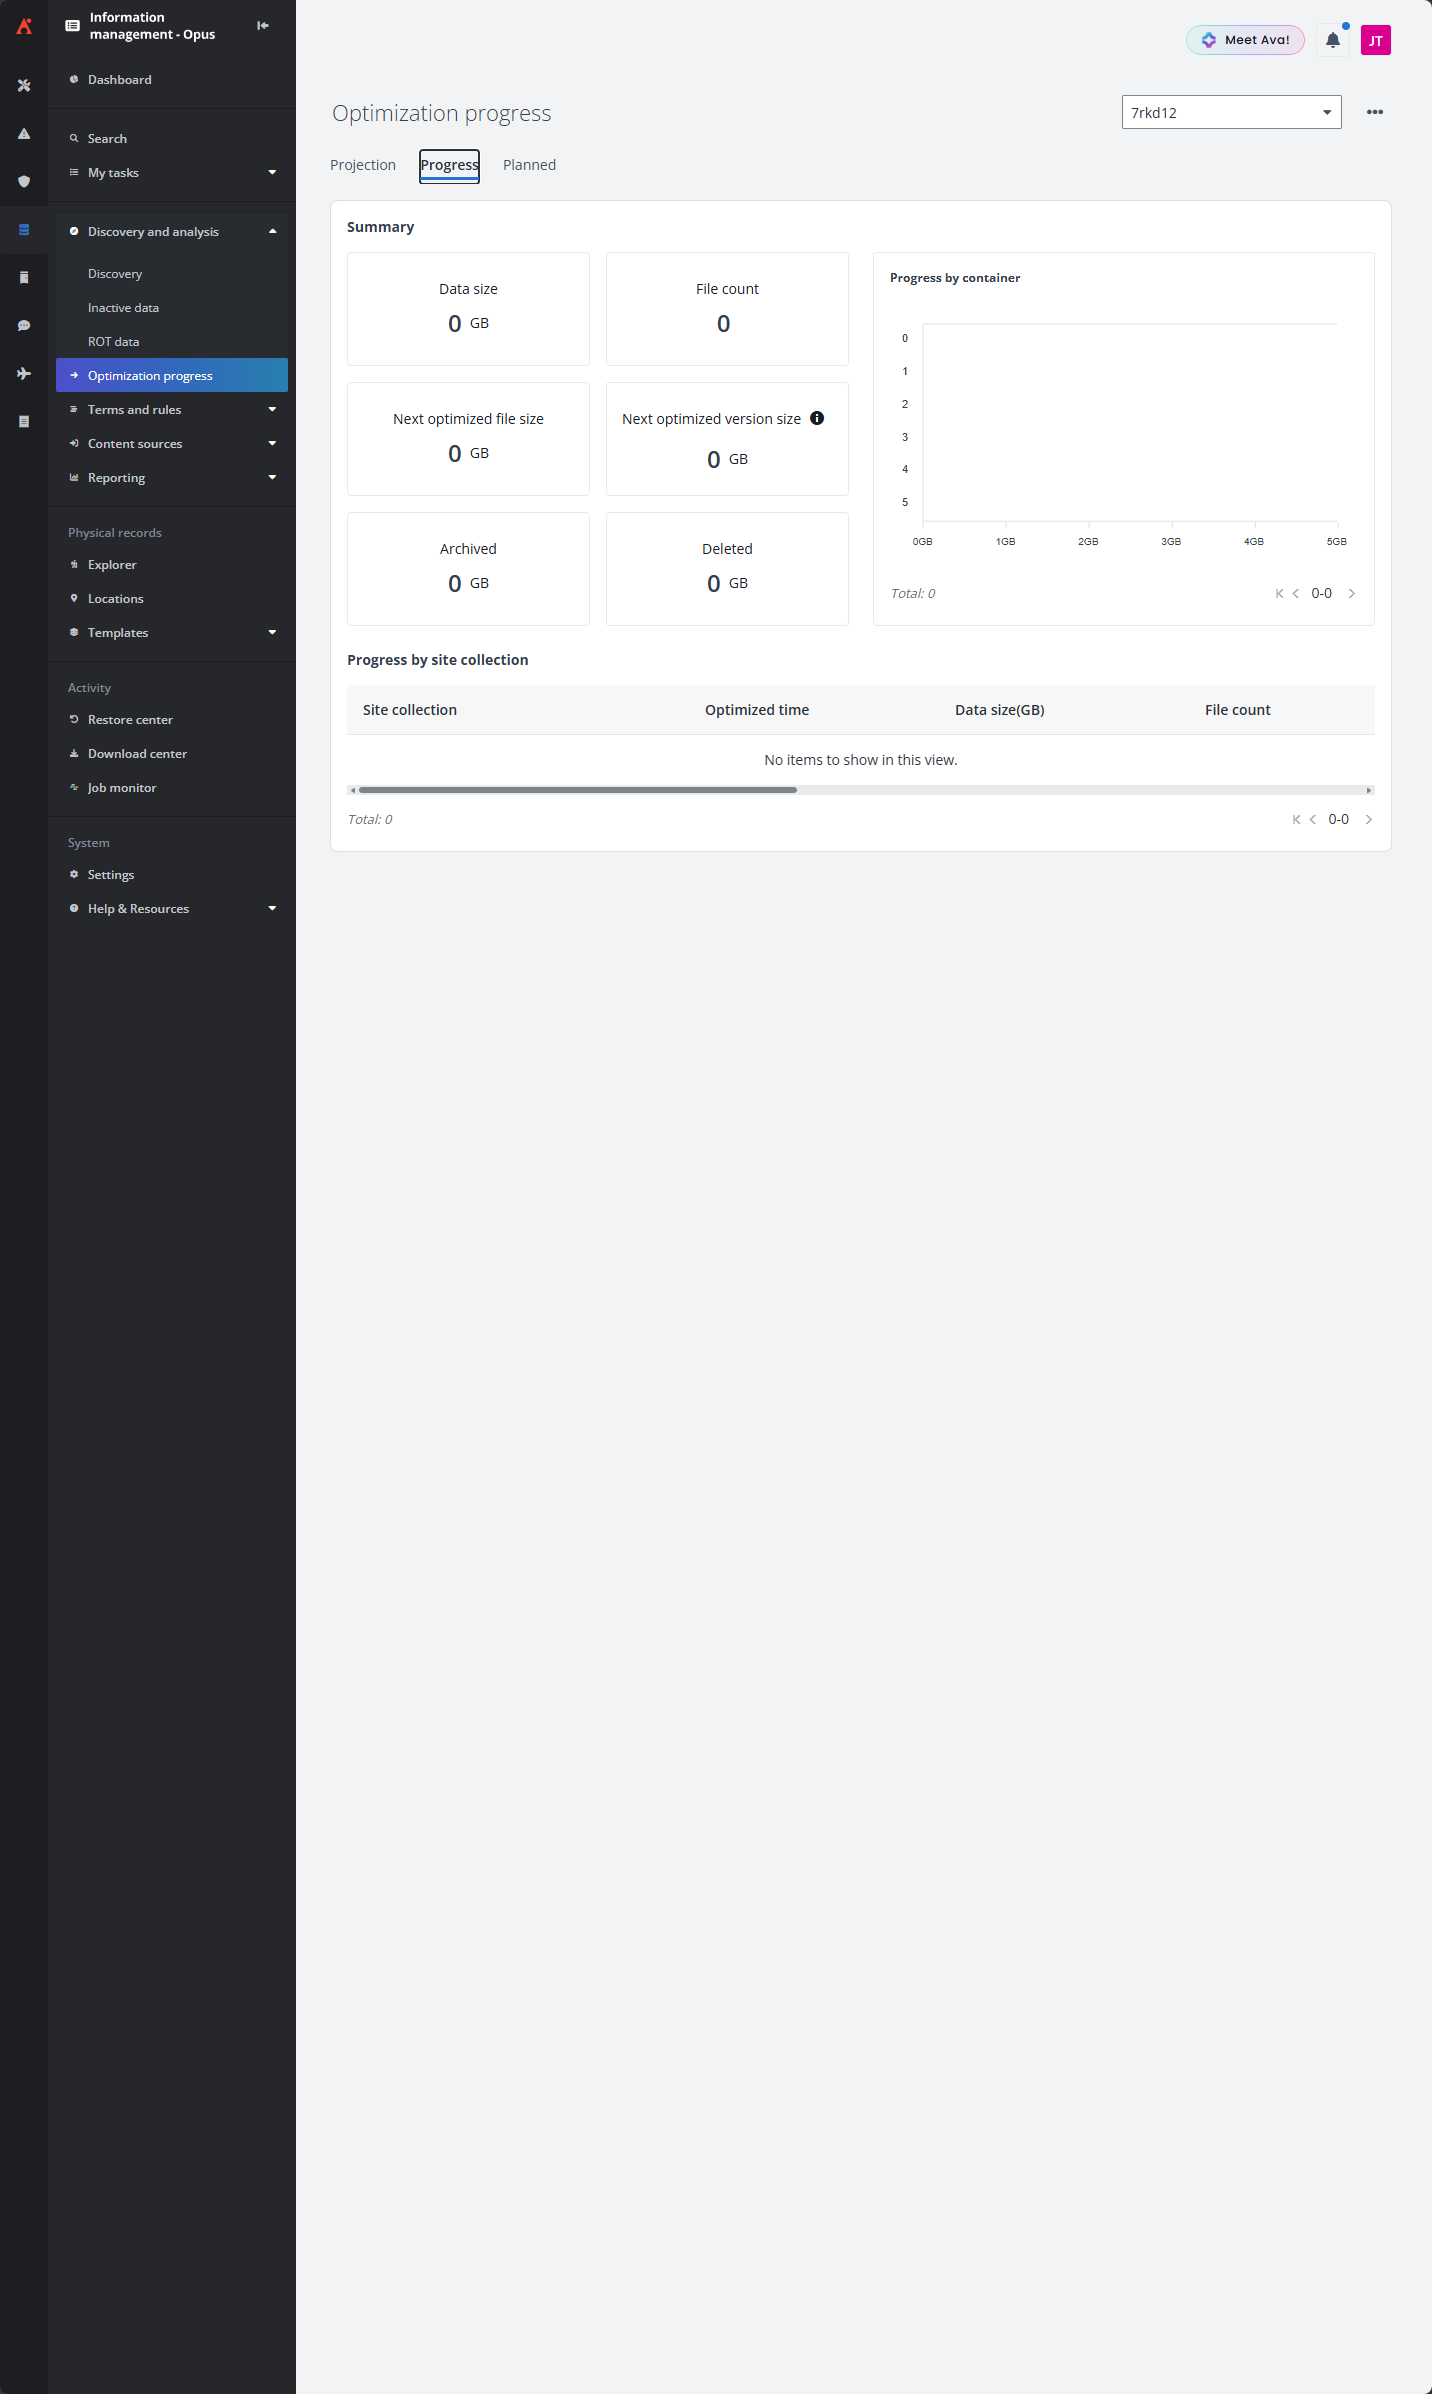 Information
management - Opus
Dashboard
Search
My tasks
Discovery and analysis
Discovery
Inactive data
ROT data
Optimization progress
Terms and rules
Content sources
Reporting
Physical records
Explorer
Locations
Templates
Activity
Restore center
Download center
Job monitor
System
Settings
Help & Resources
Meet Ava!
JT
Optimization progress
7rkd12
Projection
Progress
Planned
Summary
Data size
0 GB
File count
0
Next optimized file size
0 GB
Next optimized version size
0 GB
Archived
0 GB
Deleted
0 GB
Progress by container
0
1
2
3
4
5
0GB 1GB 2GB 3GB 4GB 5GB
Total: 0
0-0
Progress by site collection
Site collection Optimized time Data size(GB) File count
No items to show in this view.
Total: 0
0-0